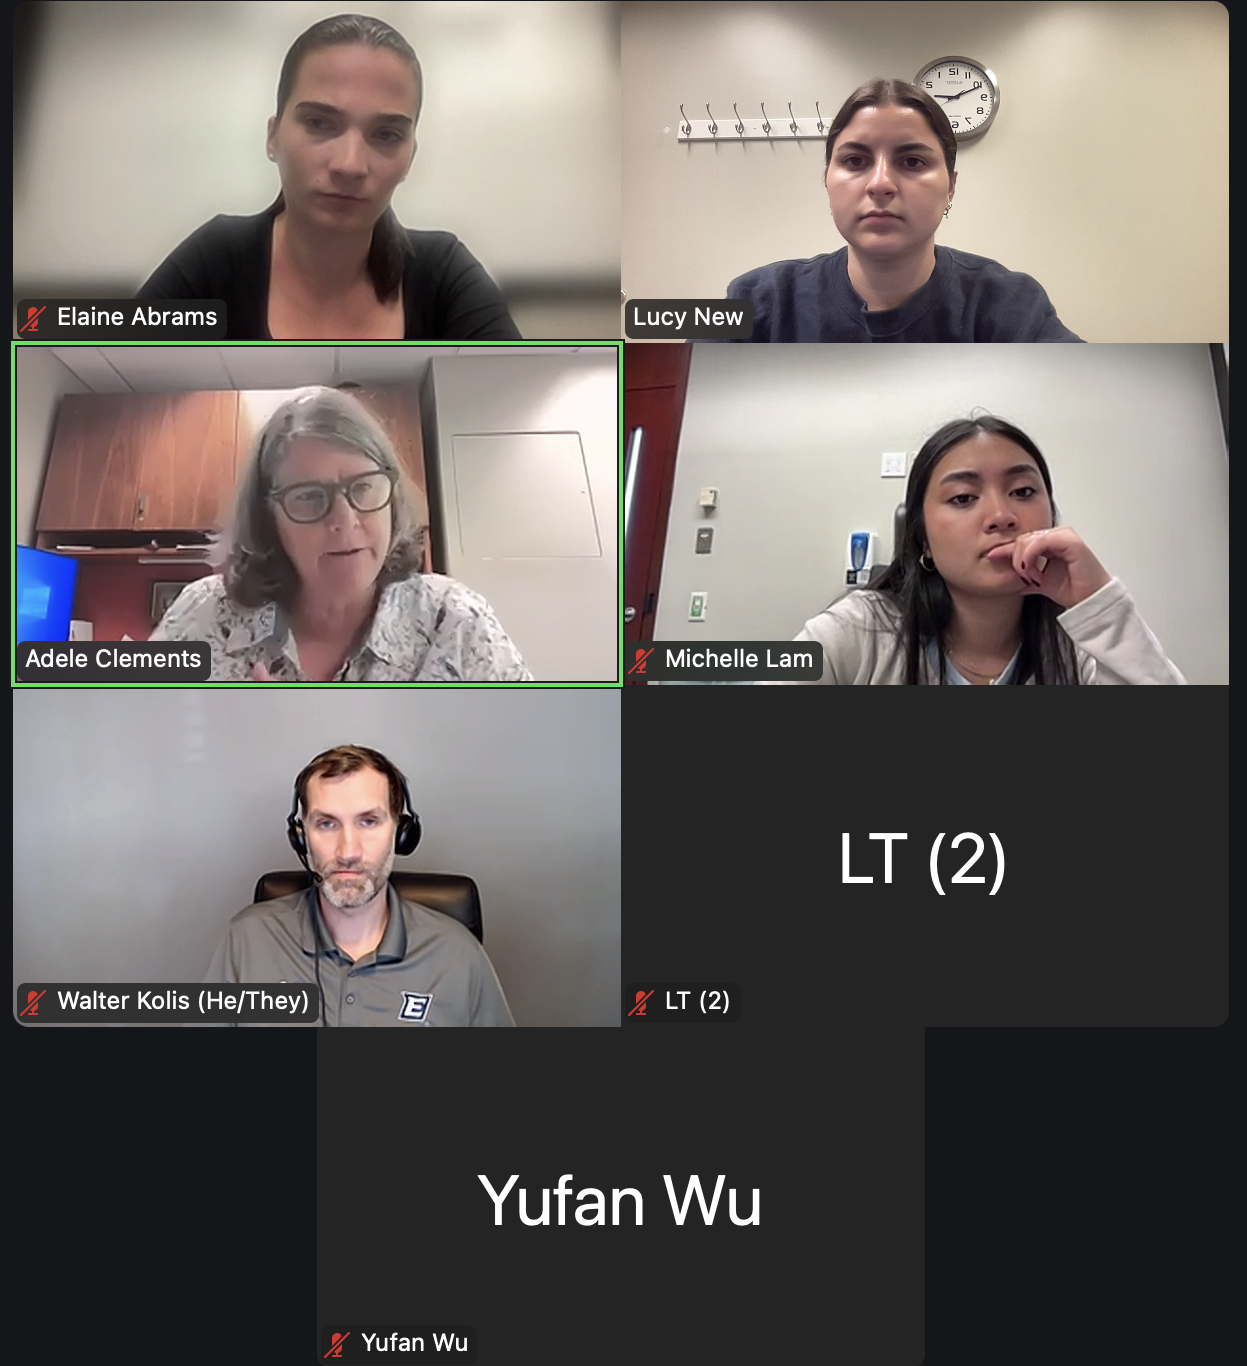 Elaine Abrams
Lucy New
Adele Clements
Michelle Lam
E
Walter Kolis (He/They)
LT (2)
LT (2)
Yufan Wu
Yufan Wu